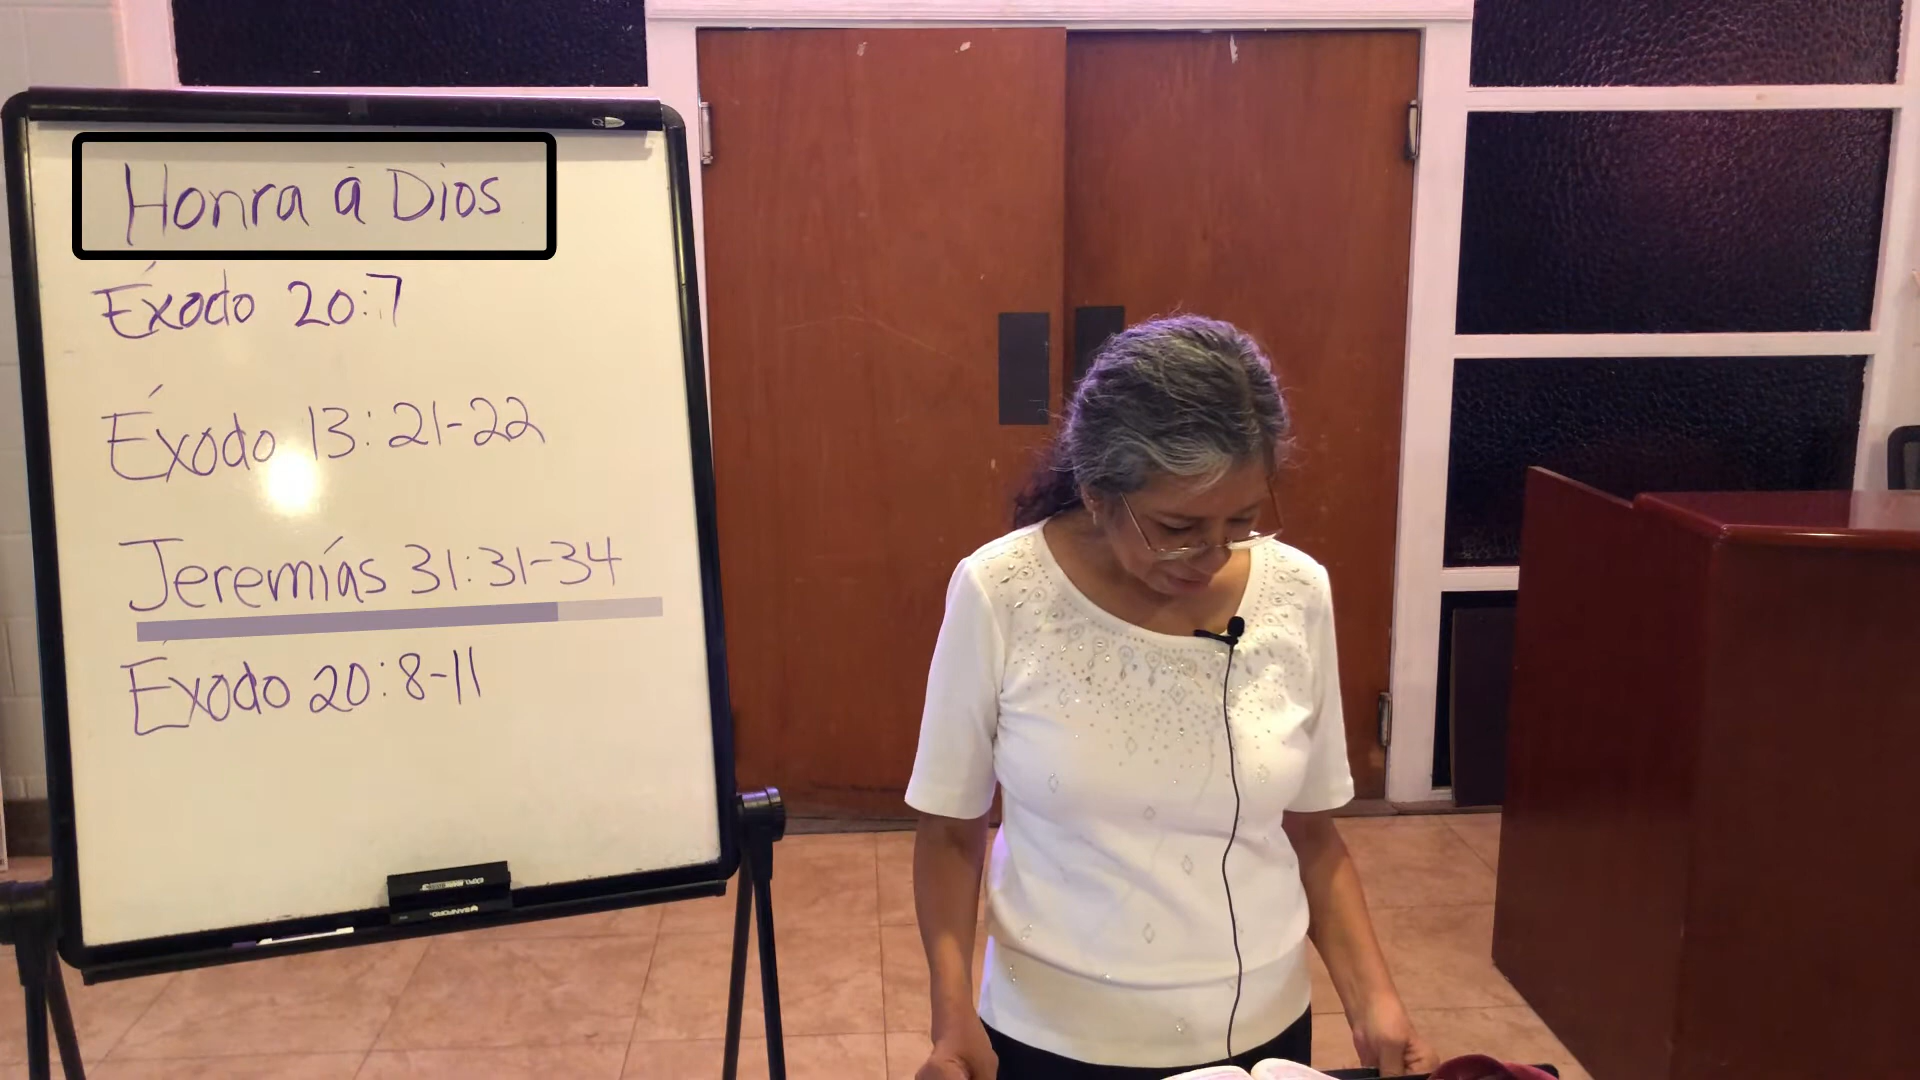 Honra a Dios
Éxodo 20:7
Éxodo 13:21-22
Jeremías 31:31-34
Éxodo 20:8-11